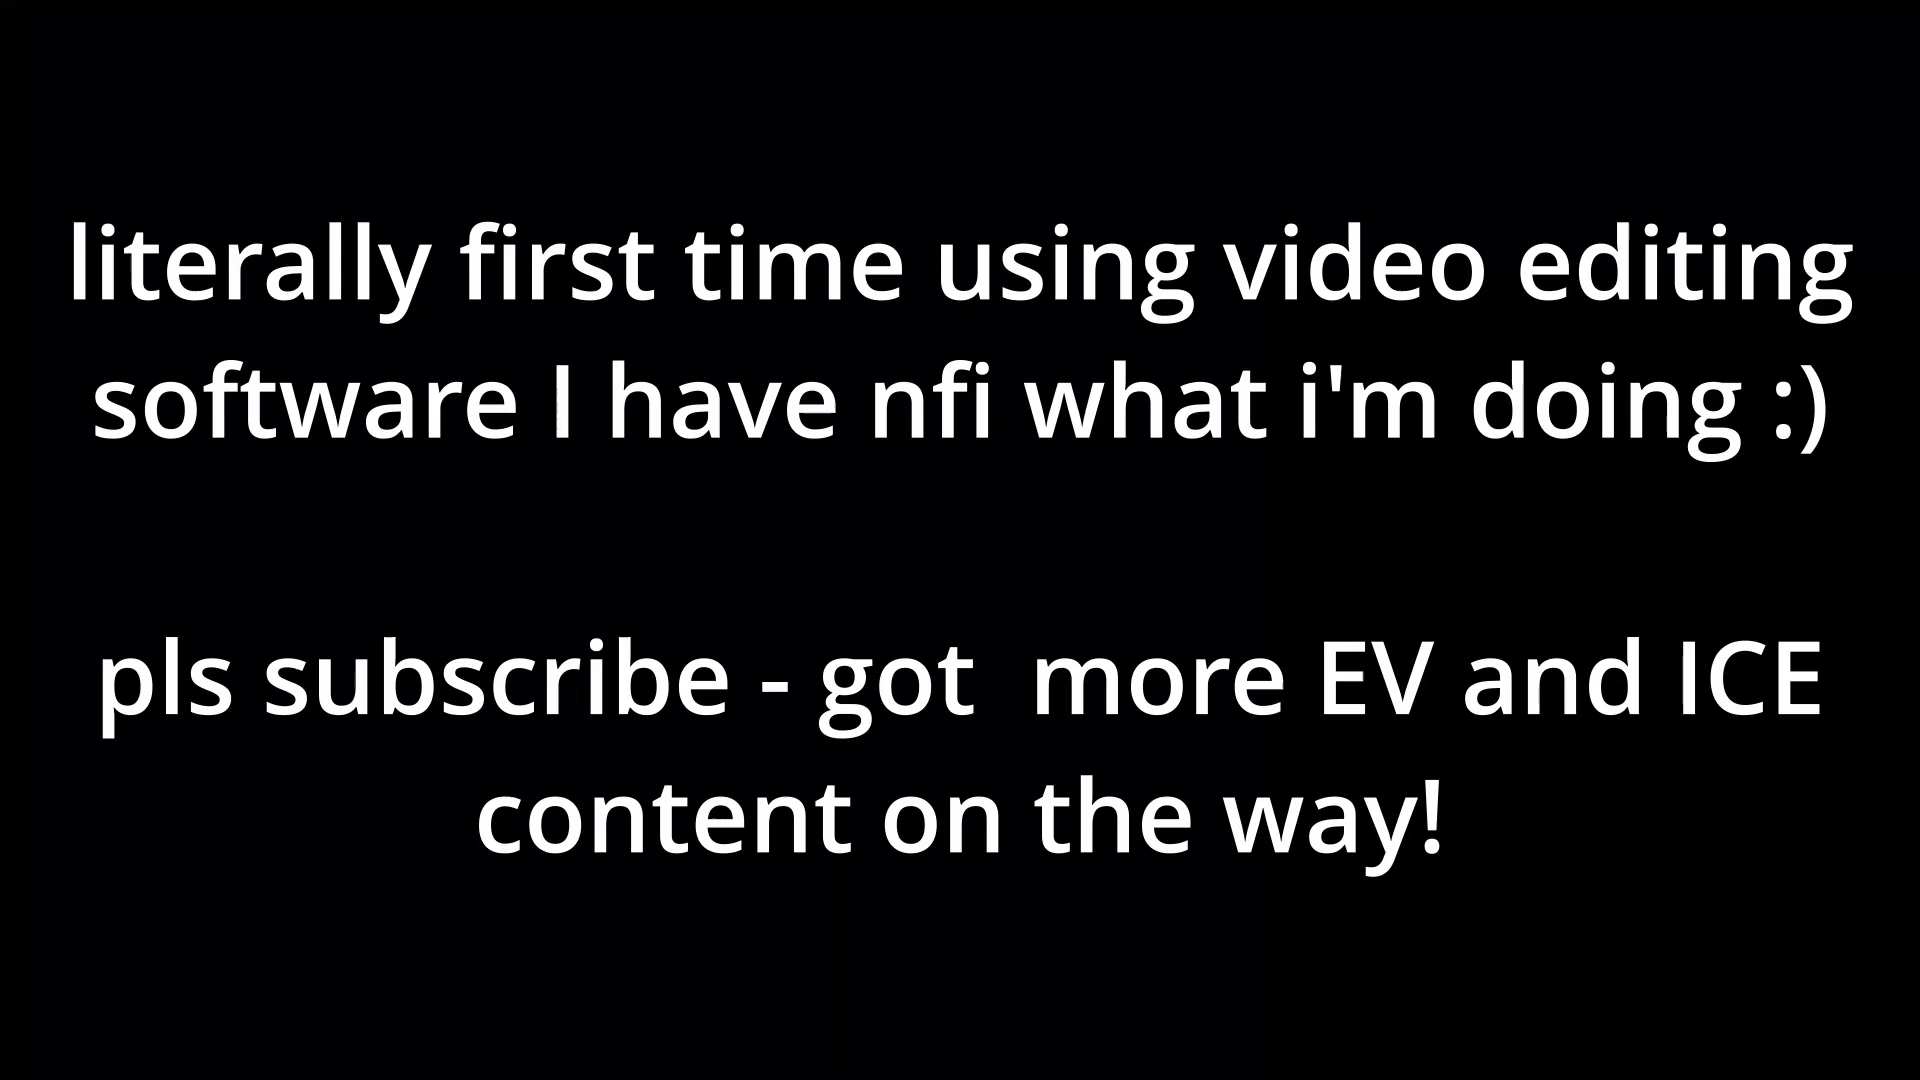 literally first time using video editing
software I have nfi what i'm doing :)
pls subscribe - got  more EV and ICE
content on the way!